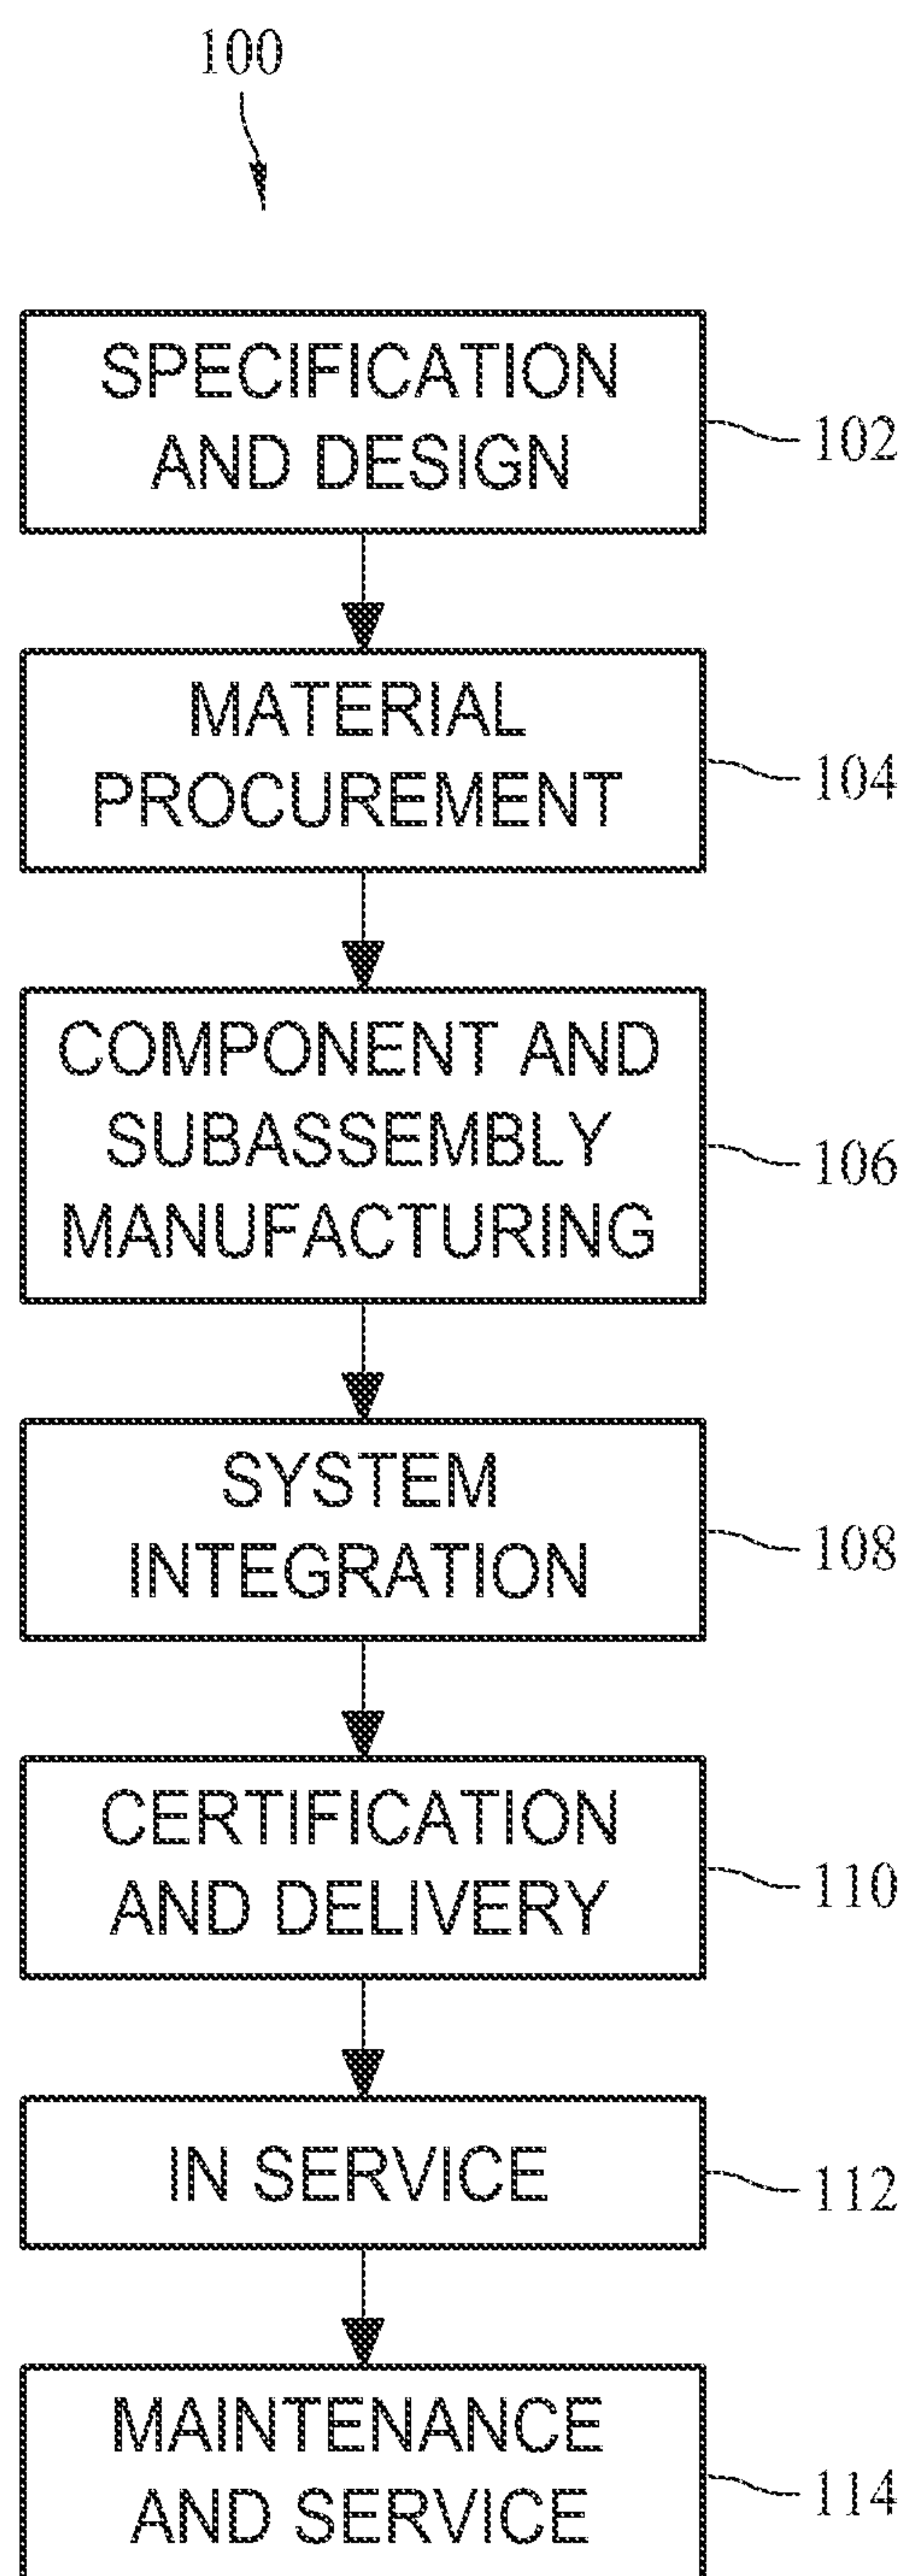 100
SPECIFICATION
AND DESIGN
102
MATERIAL
PROCUREMENT
104
COMPONENT AND
SUBASSEMBLY
MANUFACTURING
106
SYSTEM
INTEGRATION
108
CERTIFICATION
AND DELIVERY
110
IN SERVICE
112
MAINTENANCE
AND SERVICE
114